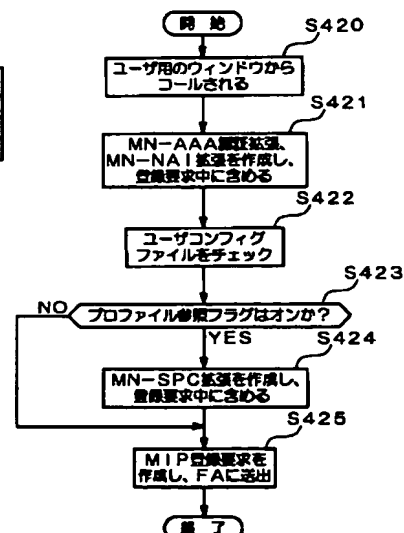 開 始
S420
ユーザ用のウィンドウから
コールされる
S421
MN-AAA認証拡張、
MN-NAI拡張を作成し、
登録要求中に含める
S422
ユーザコンフィグ
ファイルをチェック
S423
プロファイル参照フラグはオンか?
NO
YES
S424
MN-SPC拡張を作成し、
登録要求中に含める
S425
MIP登録要求を
作成し、FAに送出
終 了